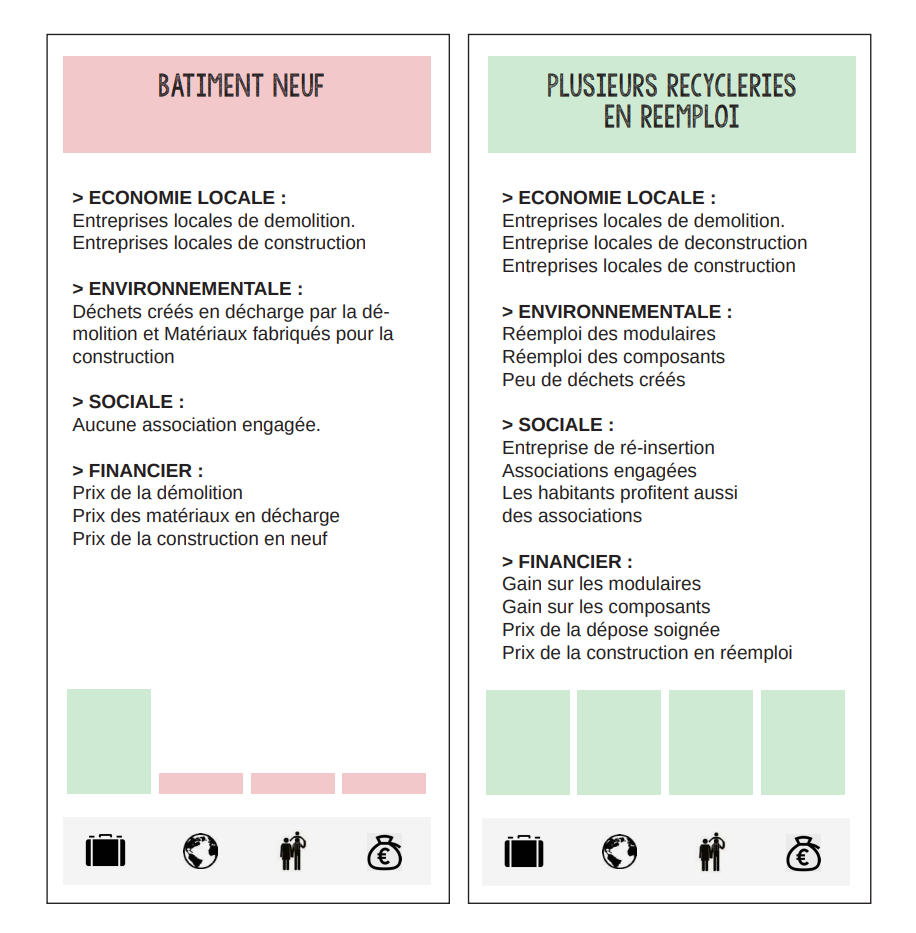 BATIMENT NEUF
> ECONOMIE LOCALE :
Entreprises locales de demolition.
Entreprises locales de construction
> ENVIRONNEMENTALE :
Déchets créés en décharge par la dé-
molition et Matériaux fabriqués pour la
construction
> SOCIALE :
Aucune association engagée.
> FINANCIER :
Prix de la démolition
Prix des matériaux en décharge
Prix de la construction en neuf
PLUSIEURS RECYCLERIES
EN REEMPLOI
> ECONOMIE LOCALE :
Entreprises locales de demolition.
Entreprise locales de deconstruction
Entreprises locales de construction
> ENVIRONNEMENTALE :
Réemploi des modulaires
Réemploi des composants
Peu de déchets créés
> SOCIALE :
Entreprise de ré-insertion
Associations engagées
Les habitants profitent aussi
des associations
> FINANCIER :
Gain sur les modulaires
Gain sur les composants
Prix de la dépose soignée
Prix de la construction en réemploi